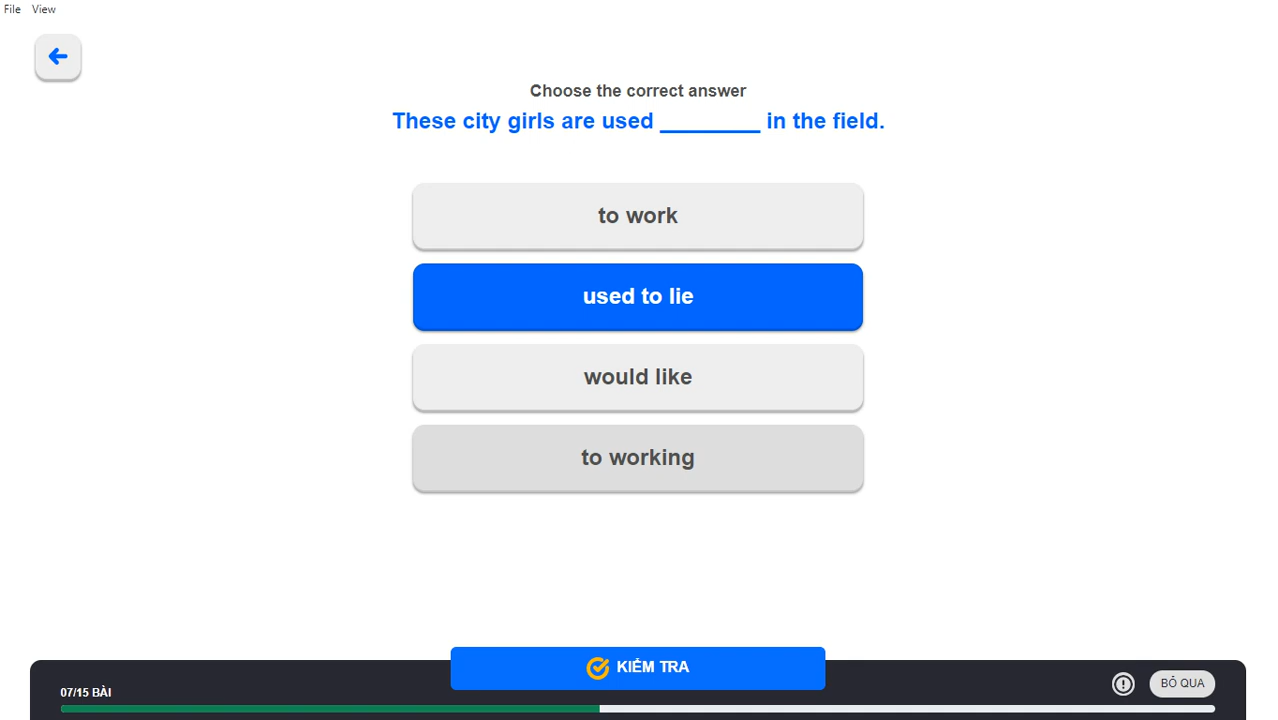 File View
Choose the correct answer
These city girls are used ________ in the field.
to work
used to lie
would like
to working
KIỂM TRA
07/15 BÀI
BỎ QUA